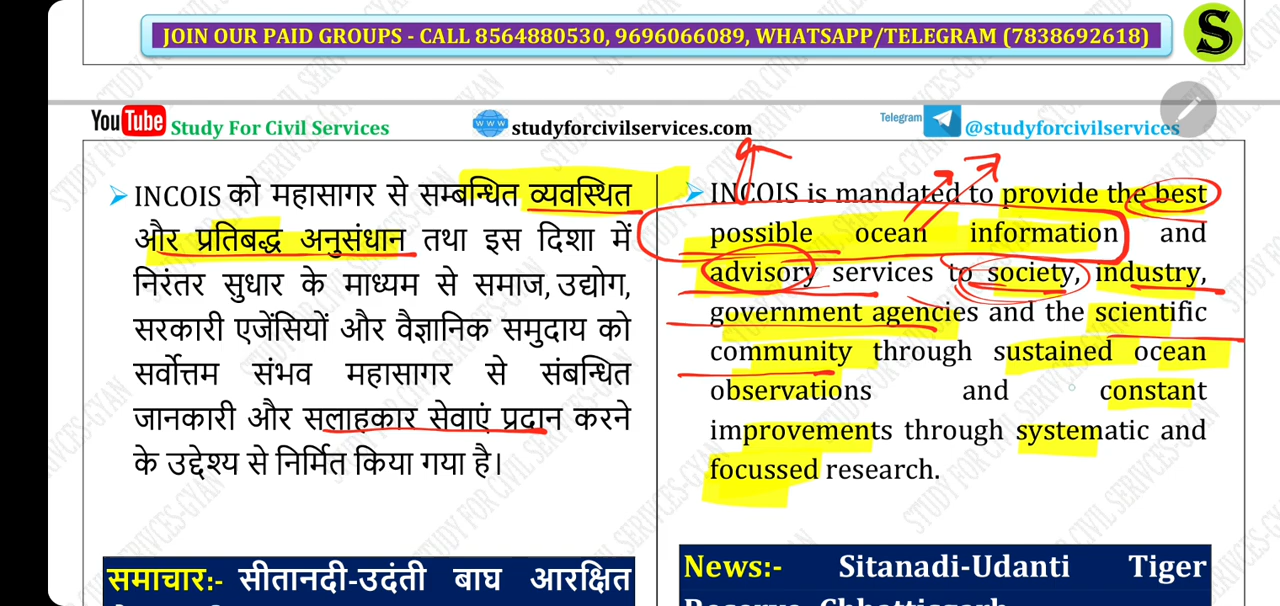 JOIN OUR PAID GROUPS - CALL 8564880530, 9696066089, WHATSAPP/TELEGRAM (7838692618)
S
YouTube Study For Civil Services
WWW studyforcivilservices.com
Telegram @studyforcivilservices
INCOIS को महासागर से सम्बन्धित व्यवस्थित
और प्रतिबद्ध अनुसंधान तथा इस दिशा में
निरंतर सुधार के माध्यम से समाज, उद्योग,
सरकारी एजेंसियों और वैज्ञानिक समुदाय को
सर्वोत्तम संभव महासागर से संबन्धित
जानकारी और सलाहकार सेवाएं प्रदान करने
के उद्देश्य से निर्मित किया गया है।
INCOIS is mandated to provide the best
possible ocean information and
advisory services to society, industry,
government agencies and the scientific
community through sustained ocean
observations and constant
improvements through systematic and
focussed research.
समाचार:- सीतानदी-उदंती बाघ आरक्षित
News:- Sitanadi-Udanti Tiger
Reserve, Chhattisgarh